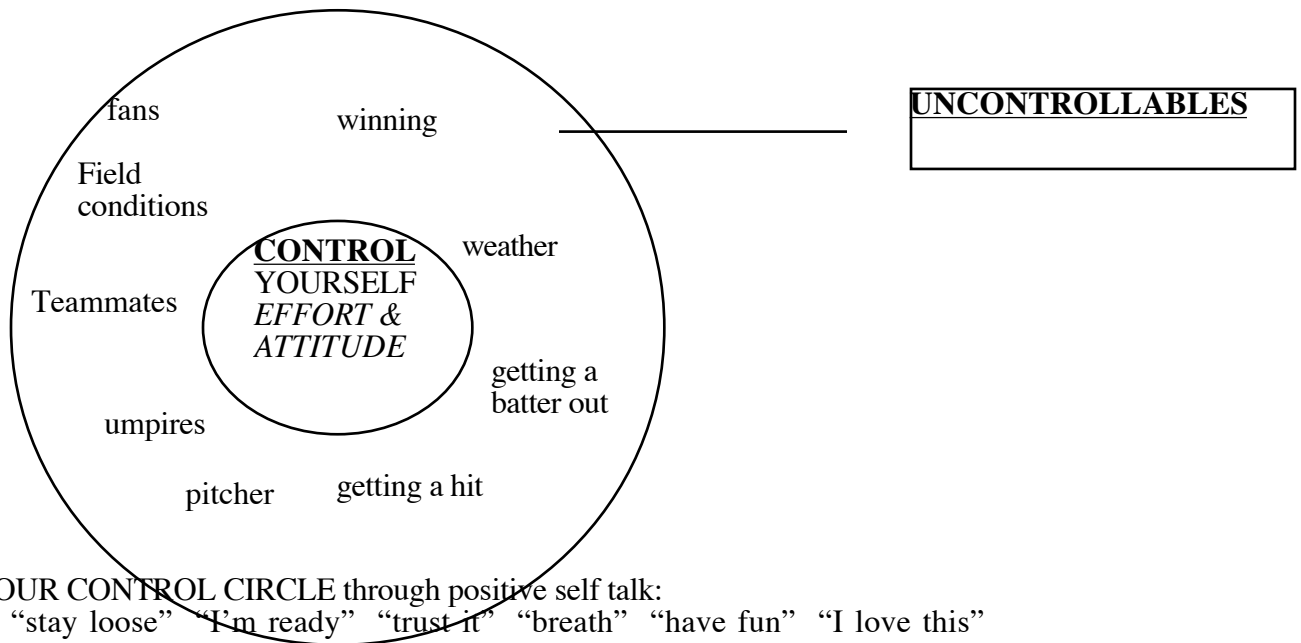 UNCONTROLLABLES
fans
winning
Field
conditions
CONTROL
YOURSELF
EFFORT &
ATTITUDE
weather
Teammates
getting a
batter out
umpires
pitcher
getting a hit
OUR CONTROL CIRCLE through positive self talk:
“stay loose” “I’m ready” “trust it” “breath” “have fun” “I love this”